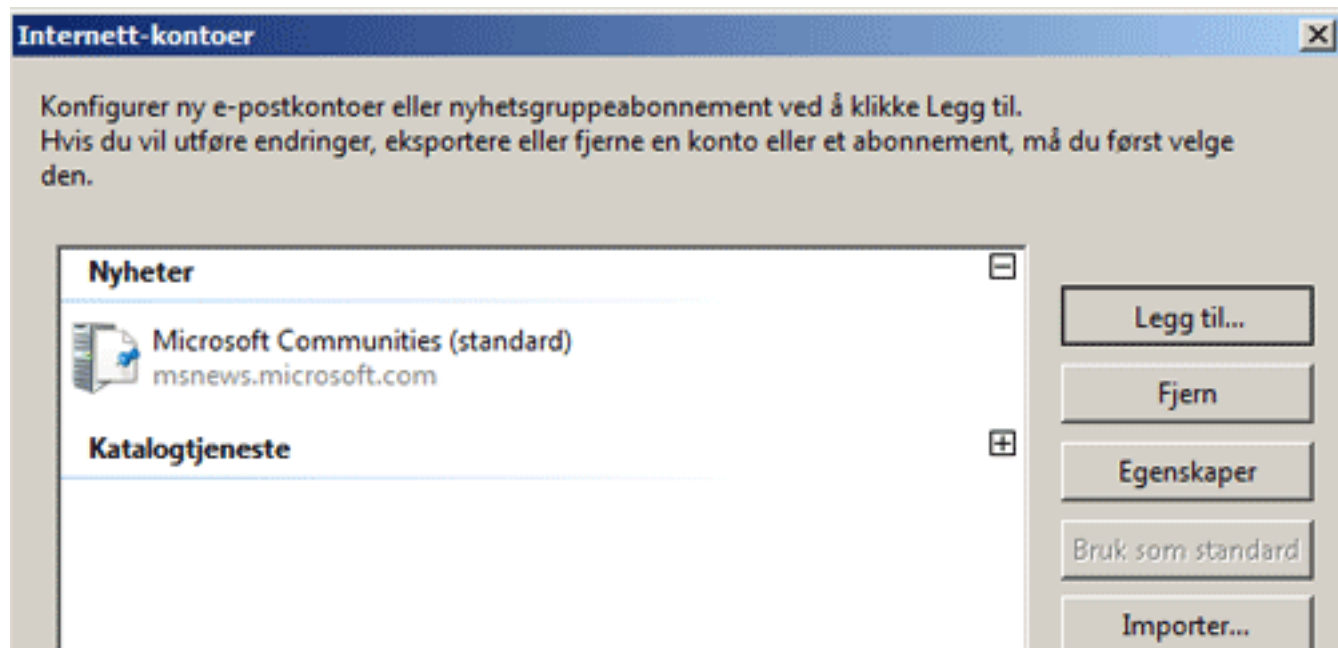 Internett-kontoer
Konfigurer ny e-postkontoer eller nyhetsgruppeabonnement ved å klikke Legg til.
Hvis du vil utføre endringer, eksportere eller fjerne en konto eller et abonnement, må du først velge
den.
Nyheter
Microsoft Communities (standard)
msnews.microsoft.com
Katalogtjeneste
Legg til...
Fjern
Egenskaper
Bruk som standard
Importer...